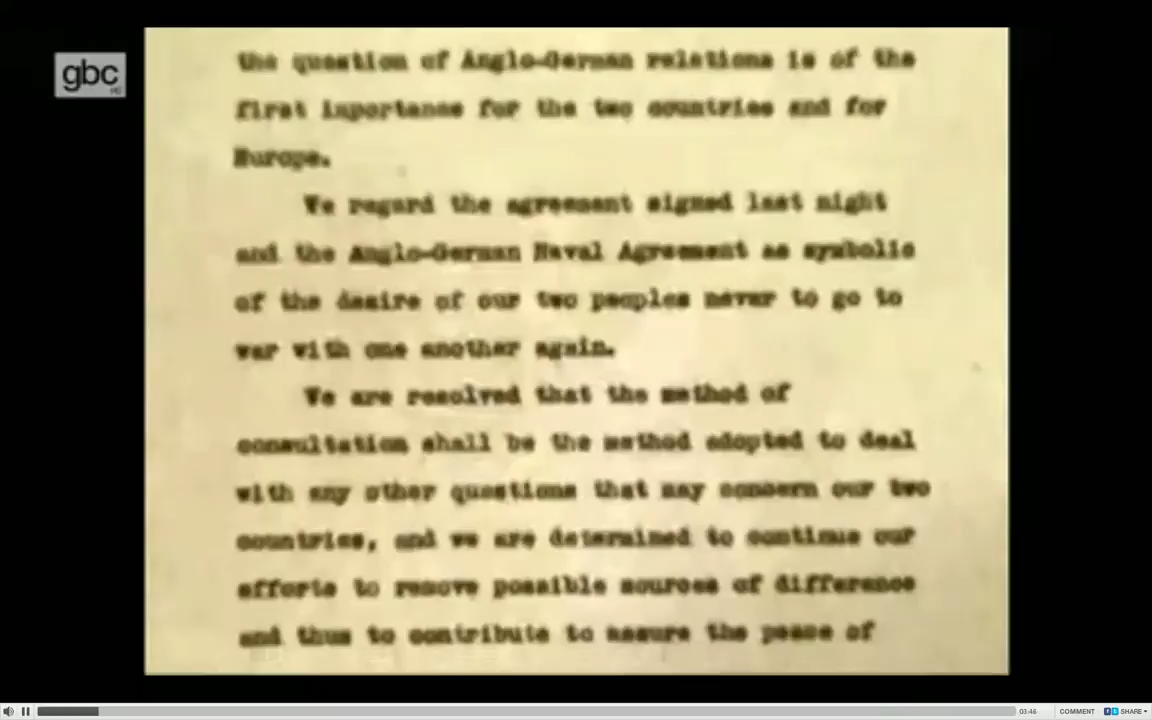 gbc
the question of Anglo-German relations is of the
first importance for the two countries and for
Europe.
We regard the agreement signed last night
and the Anglo-German Naval Agreement as symbolic
of the desire of our two peoples never to go to
war with one another again.
We are resolved that the method of
consultation shall be the method adopted to deal
with any other questions that may concern our two
countries, and we are determined to continue our
efforts to remove possible sources of difference
and thus to contribute to assure the peace of
03:46 COMMENT SHARE